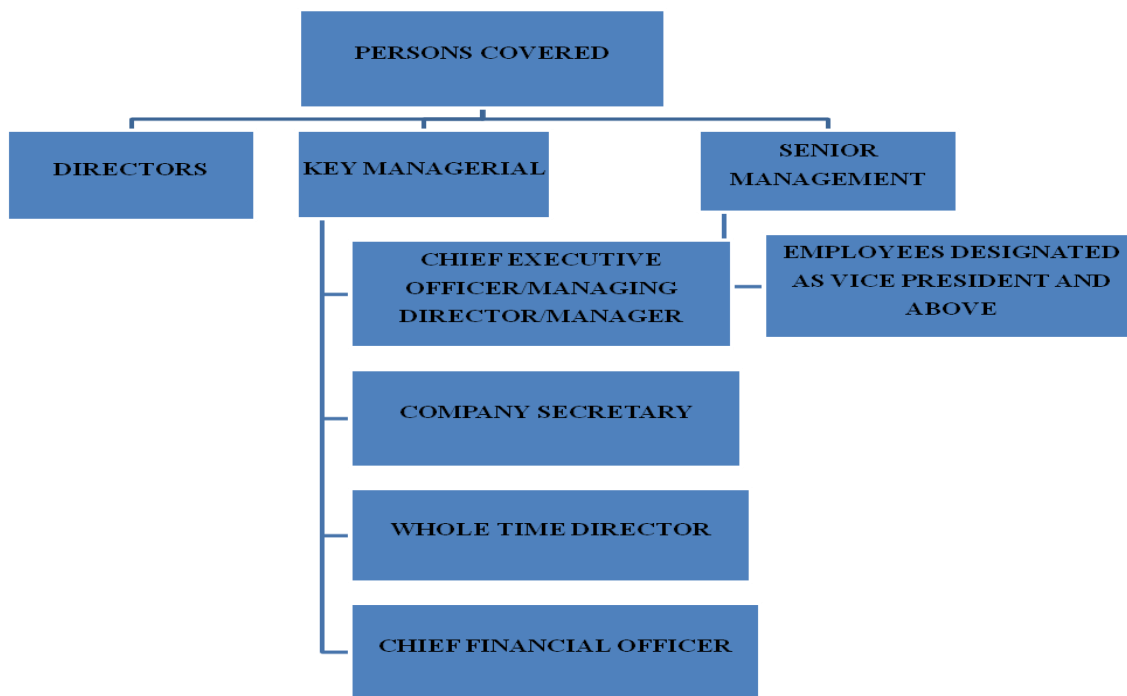 PERSONS COVERED
DIRECTORS
KEY MANAGERIAL
SENIOR
MANAGEMENT
CHIEF EXECUTIVE
OFFICER/MANAGING
DIRECTOR/MANAGER
EMPLOYEES DESIGNATED
AS VICE PRESIDENT AND
ABOVE
COMPANY SECRETARY
WHOLE TIME DIRECTOR
CHIEF FINANCIAL OFFICER